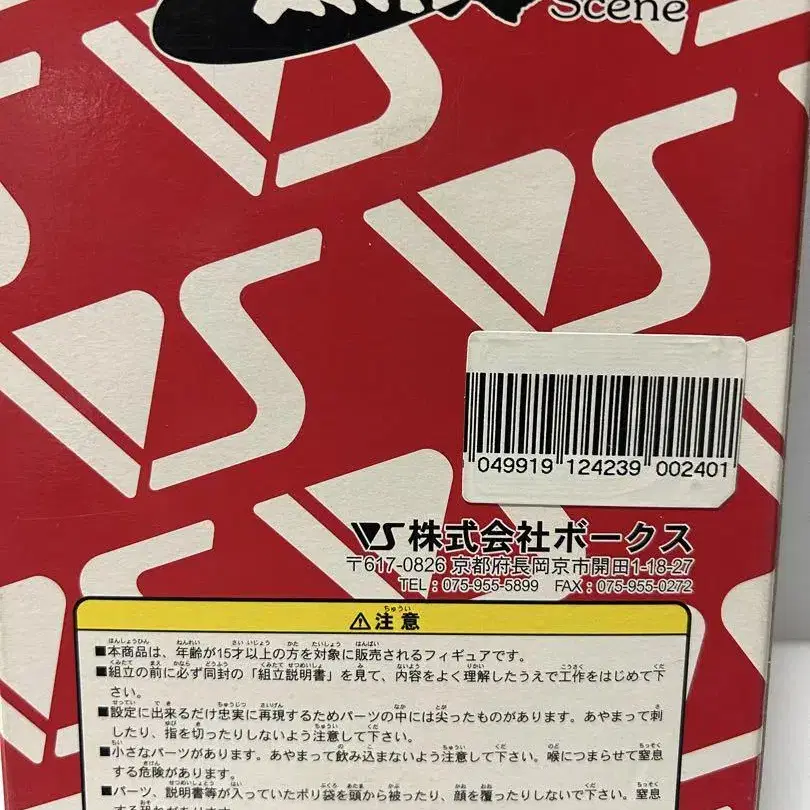 Scene
049919 124239 002401
VS 株式会社ボークス
〒617-0826 京都府長岡京市開田1-18-27
TEL：075-955-5899 FAX：075-955-0272
⚠注意
■本商品は、年齢が15才以上の方を対象に販売されるフィギュアです。
■組立の前に必ず同封の「組立説明書」を見て、内容をよく理解したうえで工作をはじめて下
さい。
■設定に出来るだけ忠実に再現するためパーツの中には尖ったものがあります。あやまって刺
したり、指を切ったりしないよう注意して下さい。
■小さなパーツがあります。あやまって飲み込まないよう注意して下さい。喉につまらせて窒息
する危険があります。
■パーツ、説明書等が入っていたポリ袋を頭から被ったり、顔を覆ったりしないで下さい。窒息